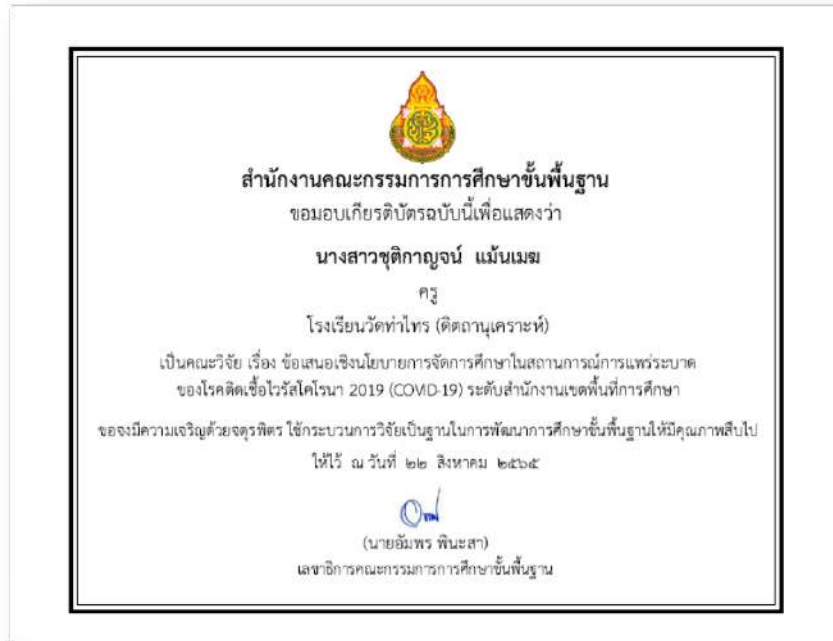 สำนักงานคณะกรรมการการศึกษาขั้นพื้นฐาน
ขอมอบเกียรติบัตรฉบับนี้เพื่อแสดงว่า
นางสาวชุติกาญจน์ แม้นเมฆ
ครู
โรงเรียนวัดท่าไทร (ดิตถานุเคราะห์)
เป็นคณะวิจัย เรื่อง ข้อเสนอเชิงนโยบายการจัดการศึกษาในสถานการณ์การแพร่ระบาด
ของโรคติดเชื้อไวรัสโคโรนา 2019 (COVID-19) ระดับสำนักงานเขตพื้นที่การศึกษา
ขอจงมีความเจริญด้วยจตุรพิตร ใช้กระบวนการวิจัยเป็นฐานในการพัฒนาการศึกษาขั้นพื้นฐานให้มีคุณภาพสืบไป
ให้ไว้ ณ วันที่ ๒๒ สิงหาคม ๒๕๖๕
(นายอัมพร พินะสา)
เลขาธิการคณะกรรมการการศึกษาขั้นพื้นฐาน